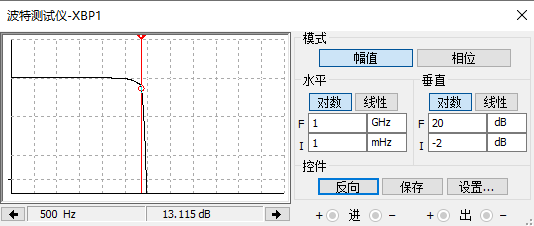 波特测试仪-XBP1
模式
幅值 相位
水平 垂直
对数 线性 对数 线性
F 1 GHz F 20 dB
I 1 mHz I -2 dB
控件
反向 保存 设置...
500 Hz 13.115 dB + 进 − + 出 −